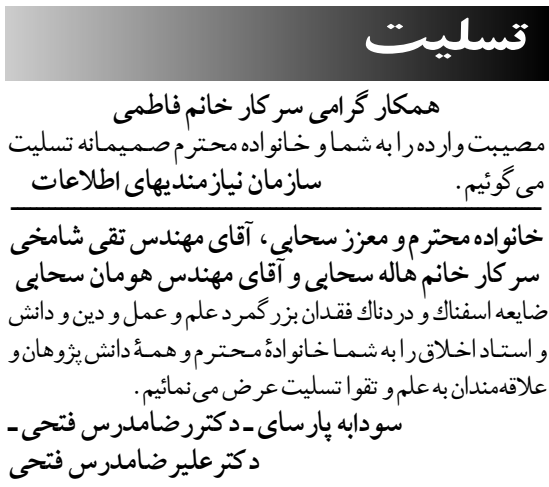 تسلیت
همکار گرامی سرکار خانم فاطمی
مصیبت وارده را به شما و خانواده محترم صمیمانه تسلیت
می‌گوئیم. سازمان نیازمندیهای اطلاعات
خانواده محترم و معزز سحابی، آقای مهندس تقی شامخی
سرکار خانم هاله سحابی و آقای مهندس هومان سحابی
ضایعه اسفناك و دردناك فقدان بزرگمرد علم و عمل و دین و دانش
و استاد اخلاق را به شما خانوادهٔ محترم و همهٔ دانش پژوهان و
علاقه‌مندان به علم و تقوا تسلیت عرض می‌نمائیم.
سودابه پارسای ـ دکتر رضا مدرس فتحی ـ
دکتر علیرضا مدرس فتحی